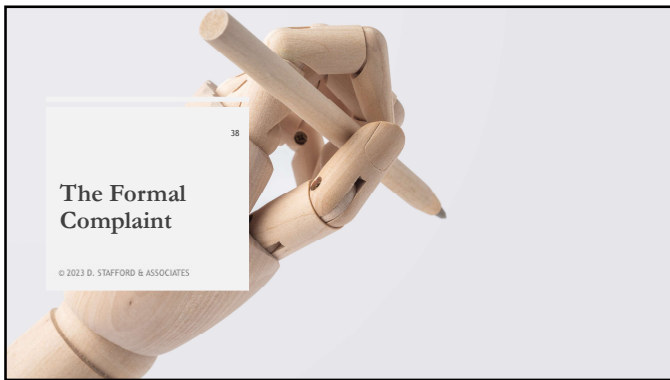 38
The Formal
Complaint
© 2023 D. STAFFORD & ASSOCIATES